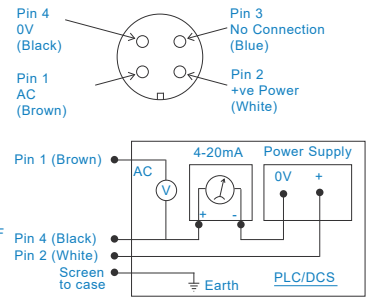 Pin 4
0V
(Black)
Pin 3
No Connection
(Blue)
Pin 1
AC
(Brown)
Pin 2
+ve Power
(White)
Pin 1 (Brown)
AC
V
4-20mA
+ -
Power Supply
0V +
F
Pin 4 (Black)
Pin 2 (White)
Screen
to case
Earth
PLC/DCS